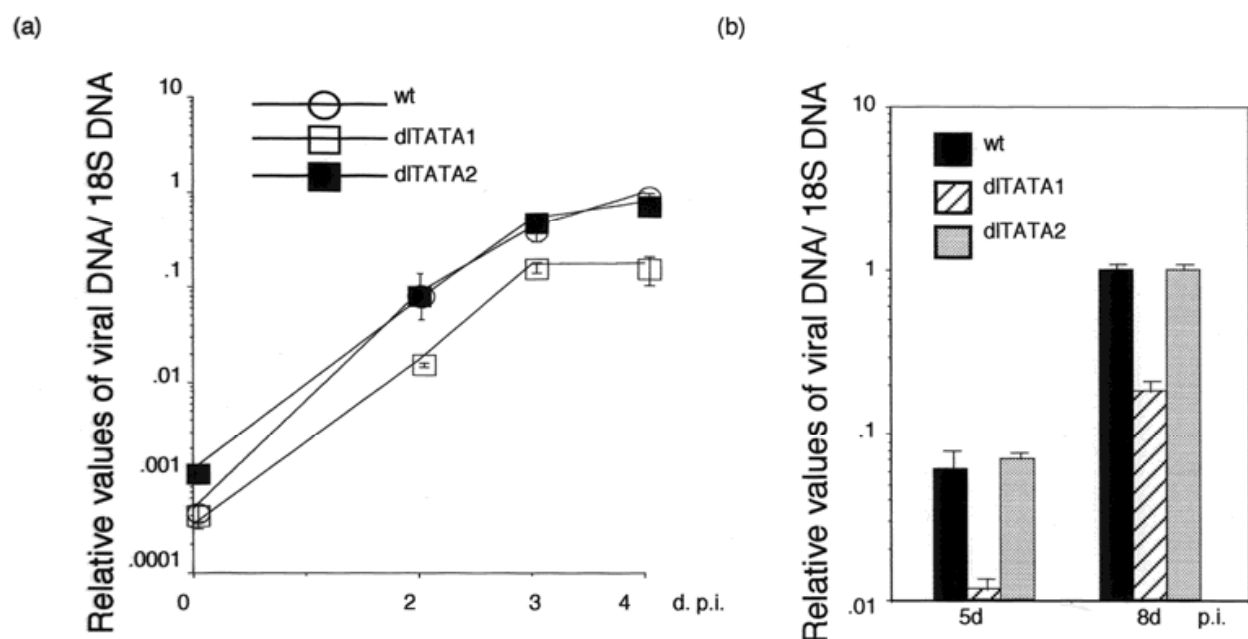 (a)
Relative values of viral DNA/ 18S DNA
10
1
.1
.01
.001
.0001
wt
dlTATA1
dlTATA2
0 2 3 4 d. p.i.
(b)
Relative values of viral DNA/ 18S DNA
10
1
.1
.01
wt
dlTATA1
dlTATA2
5d 8d p.i.